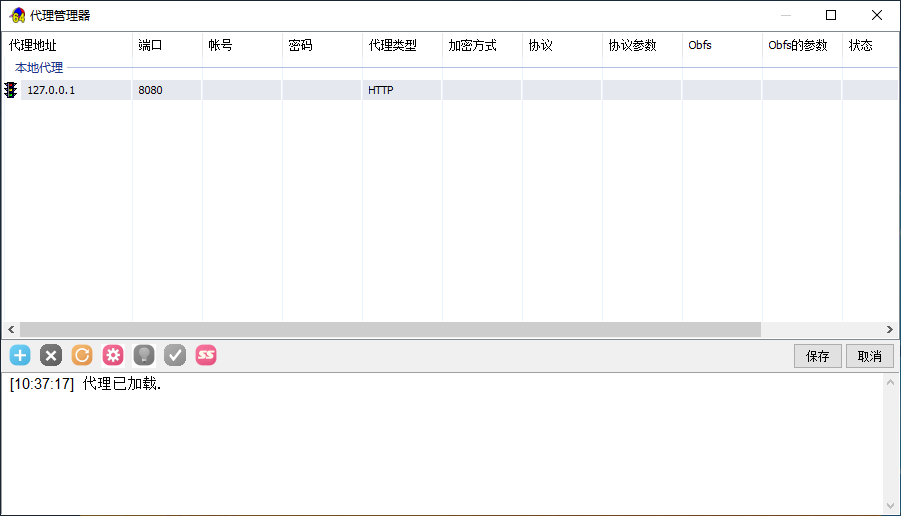 代理管理器
代理地址 端口 帐号 密码 代理类型 加密方式 协议 协议参数 Obfs Obfs的参数 状态
本地代理
127.0.0.1 8080 HTTP
SS 保存 取消
[10:37:17] 代理已加载.